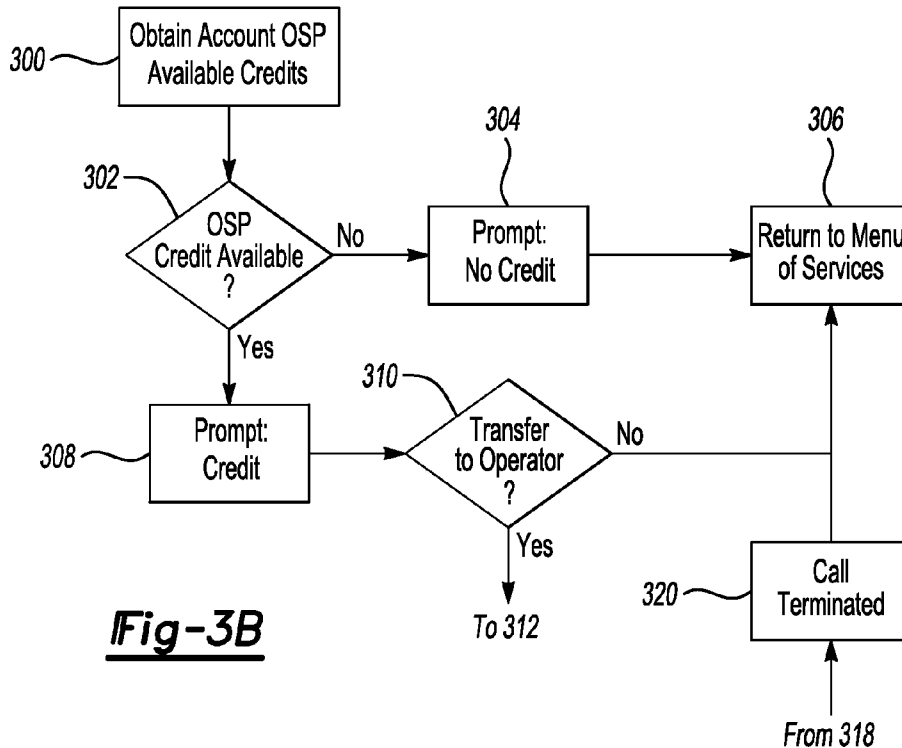 300
Obtain Account OSP
Available Credits
302
OSP
Credit Available
?
No
Yes
304
Prompt:
No Credit
306
Return to Menu
of Services
308
Prompt:
Credit
310
Transfer
to Operator
?
No
Yes
To 312
320
Call
Terminated
From 318
Fig-3B